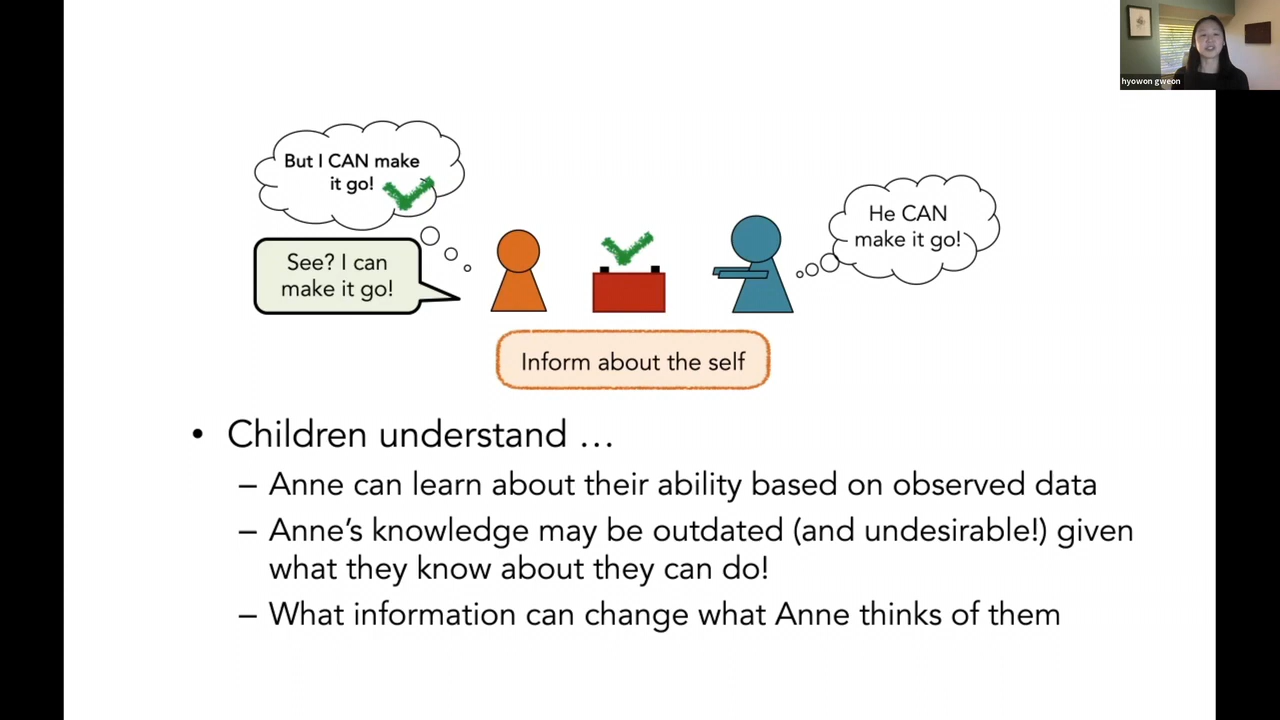 hyowon gweon
But I CAN make
it go!
See? I can
make it go!
He CAN
make it go!
Inform about the self
• Children understand …
– Anne can learn about their ability based on observed data
– Anne’s knowledge may be outdated (and undesirable!) given
what they know about they can do!
– What information can change what Anne thinks of them